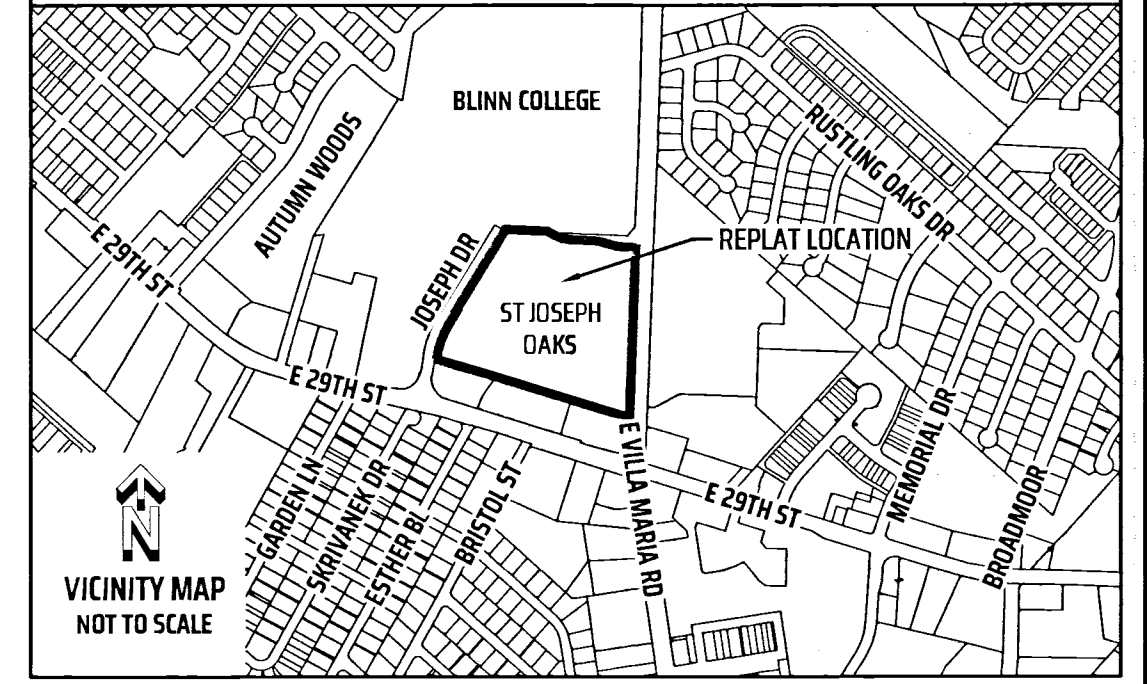 BLINN COLLEGE
RUSTLING OAKS DR
AUTUMN WOODS
E 29TH ST
JOSEPH DR
REPLAT LOCATION
ST JOSEPH
OAKS
E 29TH ST
E VILLA MARIA RD
E 29TH ST
MEMORIAL DR
BROADMOOR
GARDEN LN
SKRIVANEK DR
ESTHER BL
BRISTOL ST
N
VICINITY MAP
NOT TO SCALE